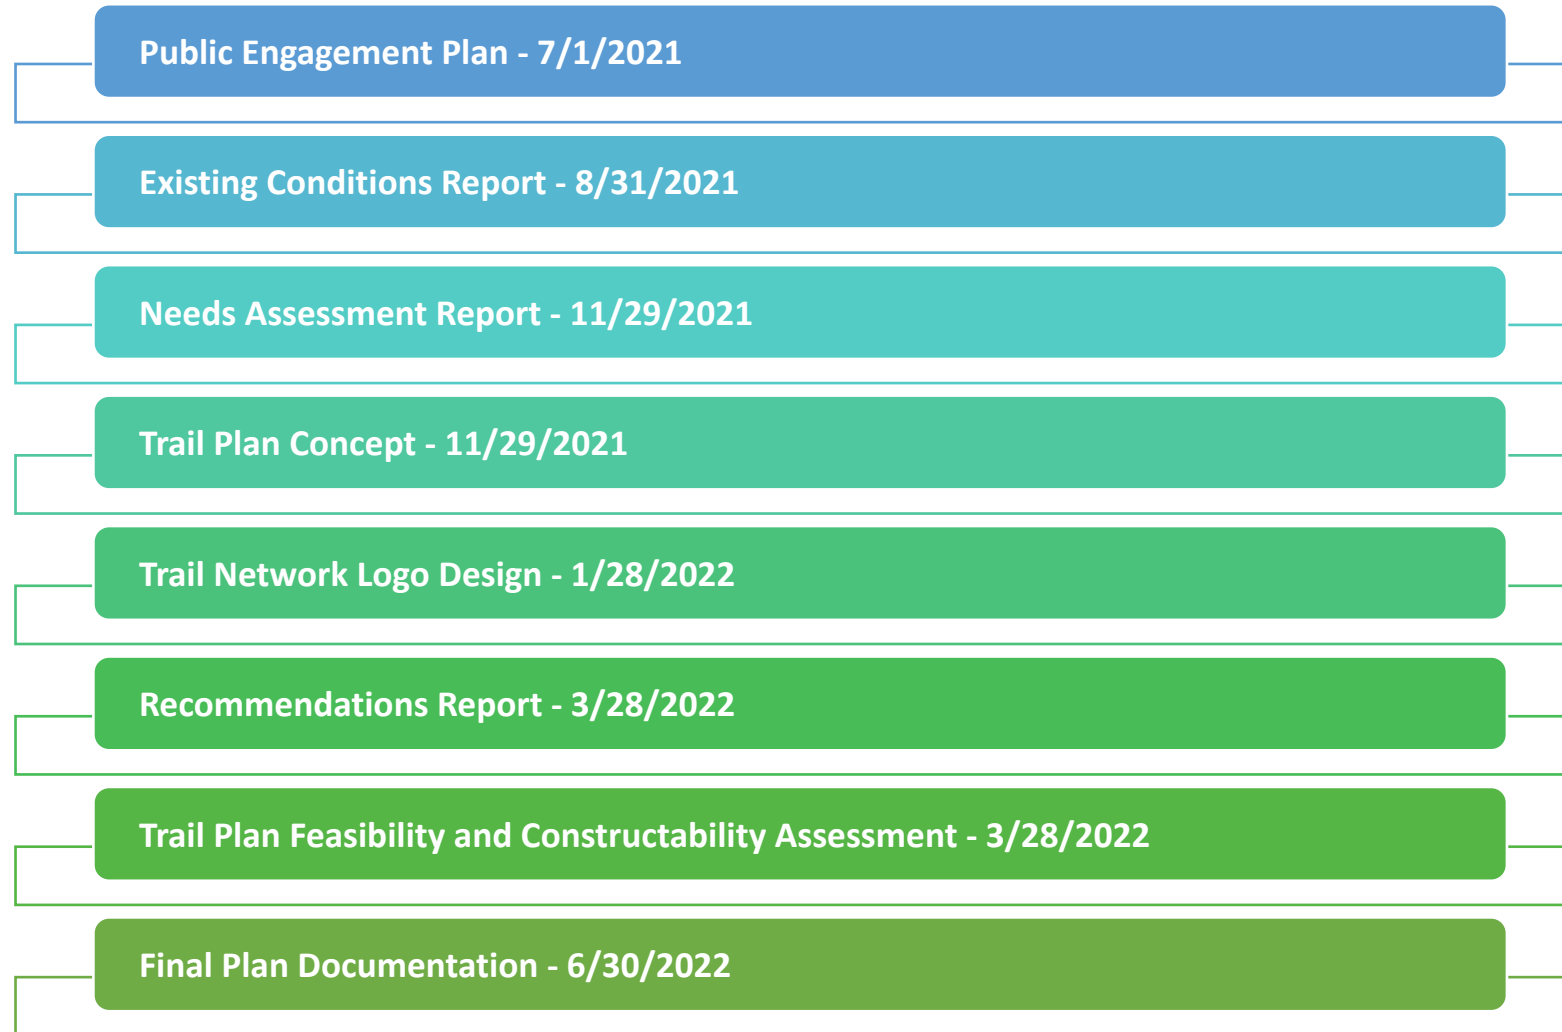 Public Engagement Plan - 7/1/2021
Existing Conditions Report - 8/31/2021
Needs Assessment Report - 11/29/2021
Trail Plan Concept - 11/29/2021
Trail Network Logo Design - 1/28/2022
Recommendations Report - 3/28/2022
Trail Plan Feasibility and Constructability Assessment - 3/28/2022
Final Plan Documentation - 6/30/2022